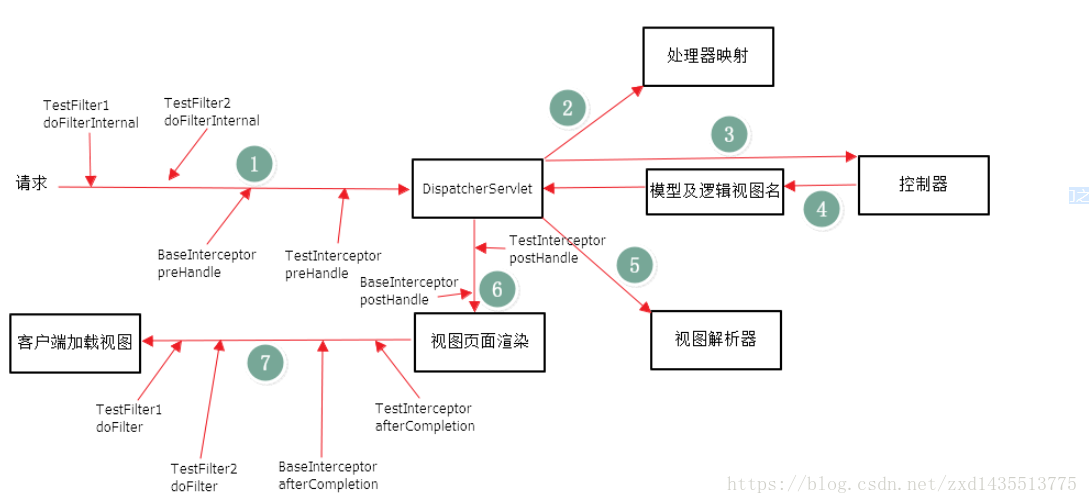 处理器映射
TestFilter1
doFilterInternal
TestFilter2
doFilterInternal
2
3
1
请求
DispatcherServlet
模型及逻辑视图名
控制器
4
BaseInterceptor
preHandle
TestInterceptor
preHandle
TestInterceptor
postHandle
5
BaseInterceptor
postHandle
6
客户端加载视图
视图页面渲染
视图解析器
7
TestFilter1
doFilter
TestInterceptor
afterCompletion
TestFilter2
doFilter
BaseInterceptor
afterCompletion
https://blog.csdn.net/zxd1435513775